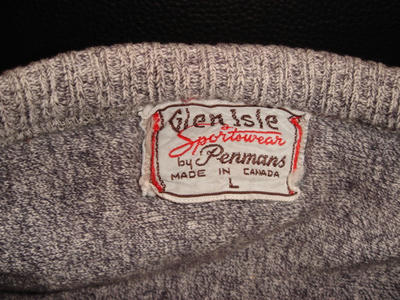 Glen Isle
Sportswear
by Penmans
MADE IN CANADA
L